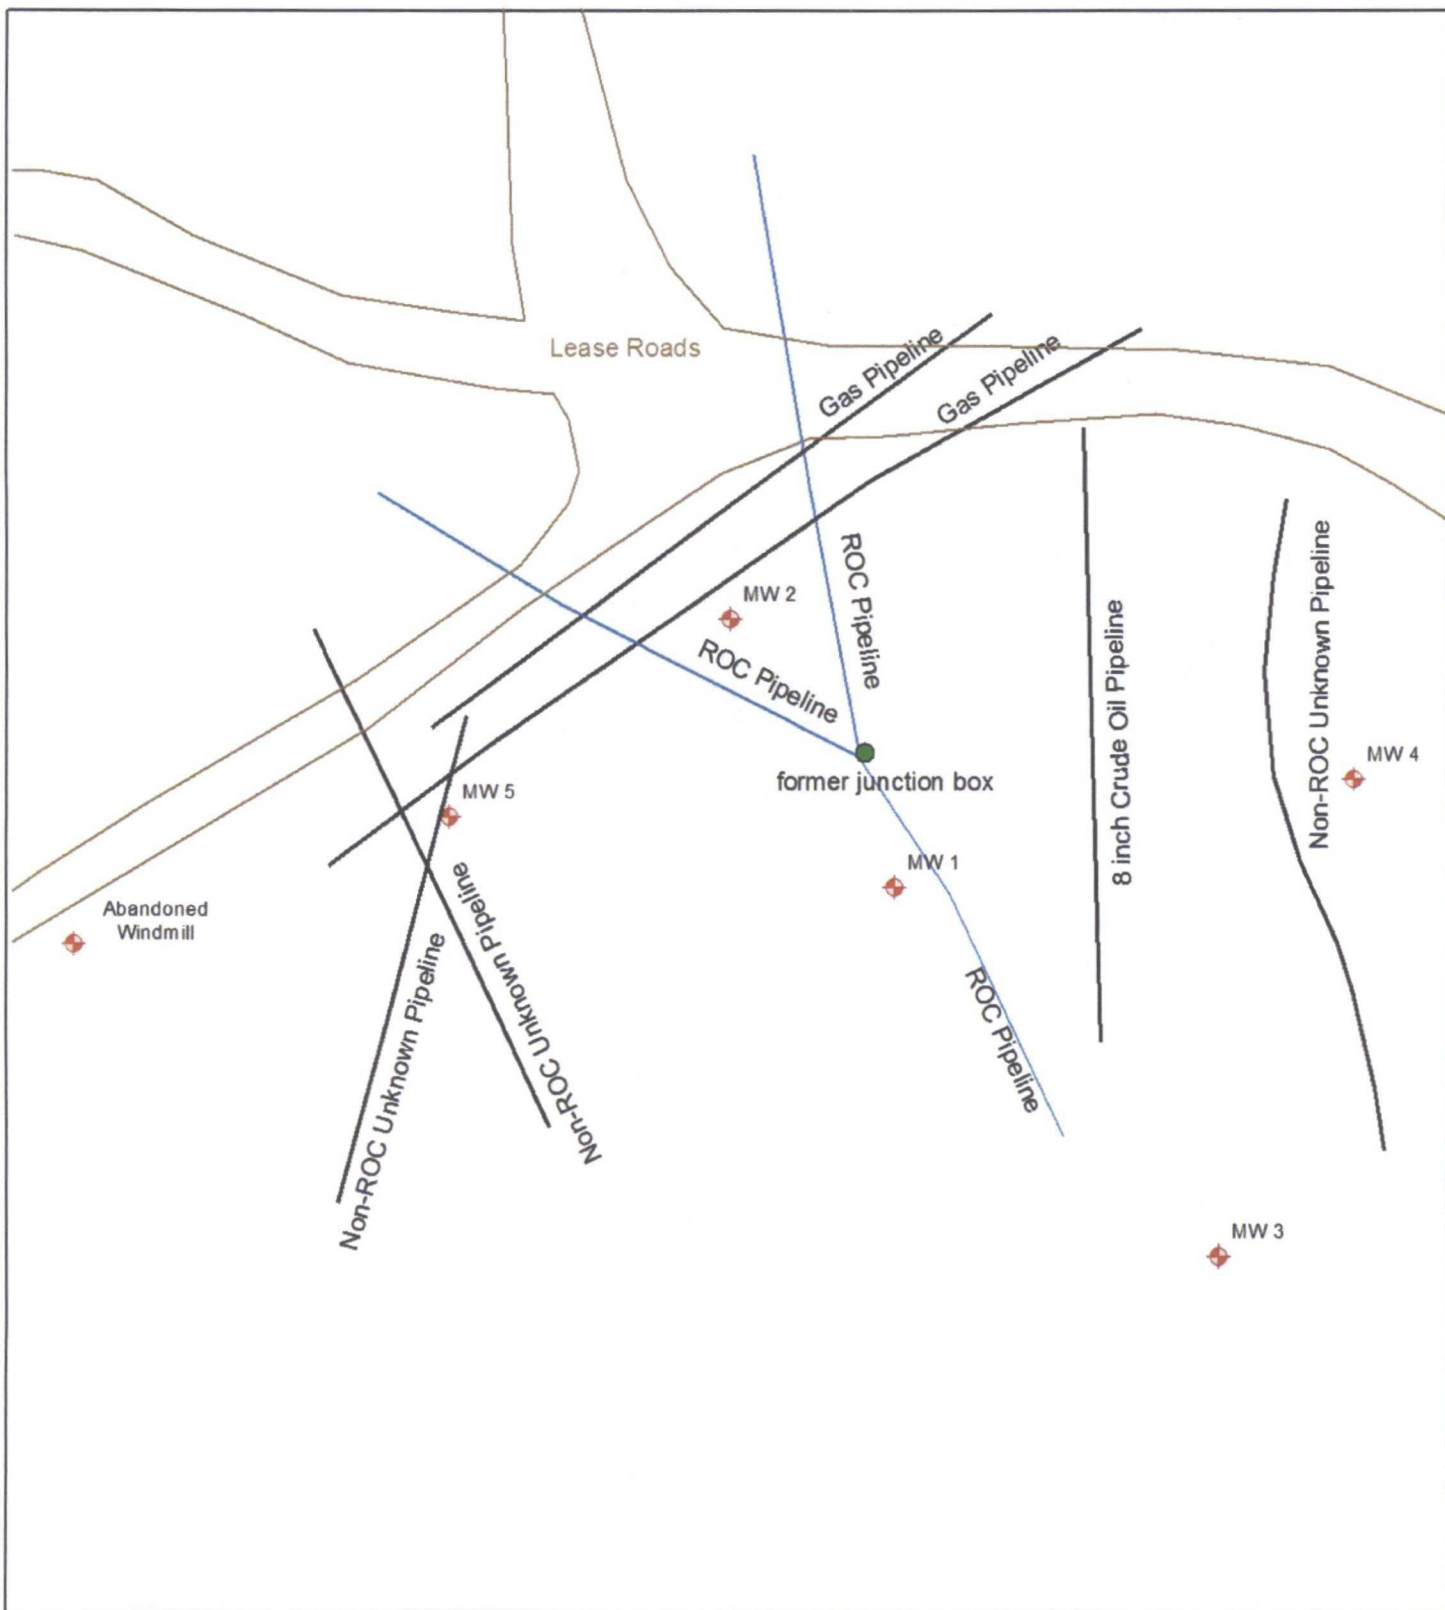 Lease Roads
Gas Pipeline
Gas Pipeline
ROC Pipeline
MW 2
ROC Pipeline
8 inch Crude Oil Pipeline
Non-ROC Unknown Pipeline
MW 4
former junction box
MW 5
MW 1
Abandoned
Windmill
Non-ROC Unknown Pipeline
Non-ROC Unknown Pipeline
ROC Pipeline
MW 3